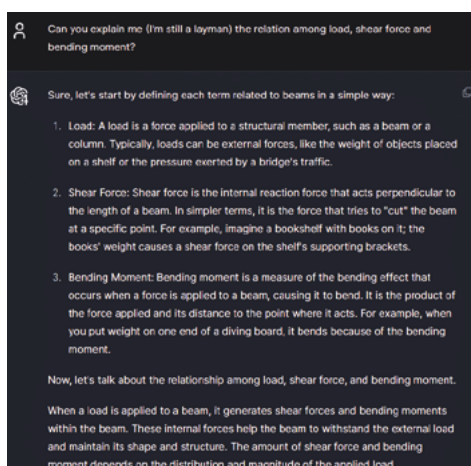 Can you explain me (I'm still a layman) the relation among load, shear force and
bending moment?
Sure, let's start by defining each term related to beams in a simple way:
1. Load: A load is a force applied to a structural member, such as a beam or a
column. Typically, loads can be external forces, like the weight of objects placed
on a shelf or the pressure exerted by a bridge's traffic.
2. Shear Force: Shear force is the internal reaction force that acts perpendicular to
the length of a beam. In simpler terms, it is the force that tries to "cut" the beam
at a specific point. For example, imagine a bookshelf with books on it; the
books' weight causes a shear force on the shelf's supporting brackets.
3. Bending Moment: Bending moment is a measure of the bending effect that
occurs when a force is applied to a beam, causing it to bend. It is the product of
the force applied and its distance to the point where it acts. For example, when
you put weight on one end of a diving board, it bends because of the bending
moment.
Now, let's talk about the relationship among load, shear force, and bending moment.
When a load is applied to a beam, it generates shear forces and bending moments
within the beam. These internal forces help the beam to withstand the external load
and maintain its shape and structure. The amount of shear force and bending
moment depends on the distribution and magnitude of the applied load.